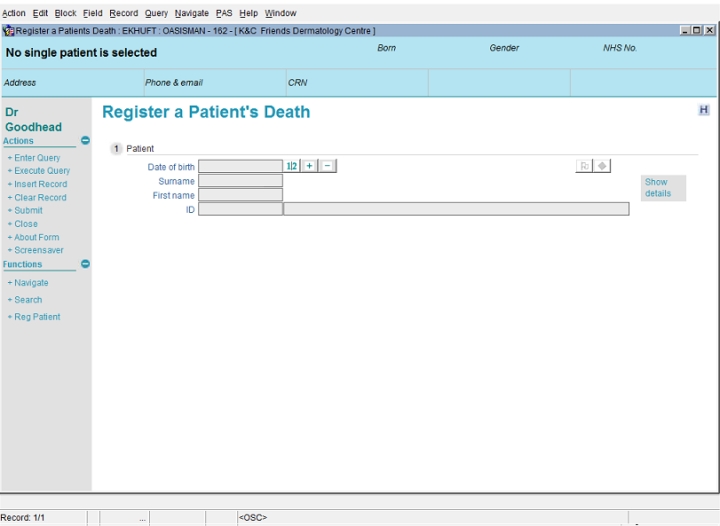 Action Edit Block Field Record Query Navigate PAS Help Window
Register a Patients Death : EKHUFT : OASISMAN - 162 - [ K&C Friends Dermatology Centre ]
No single patient is selected
Born Gender NHS No.
Address Phone & email CRN
Dr
Goodhead
Actions
+ Enter Query
+ Execute Query
+ Insert Record
+ Clear Record
+ Submit
+ Close
+ About Form
+ Screensaver
Functions
+ Navigate
+ Search
+ Reg Patient
Register a Patient's Death
H
1 Patient
Date of birth 1|2 + −
Surname
First name
ID
Show
details
Record: 1/1 ... <OSC>